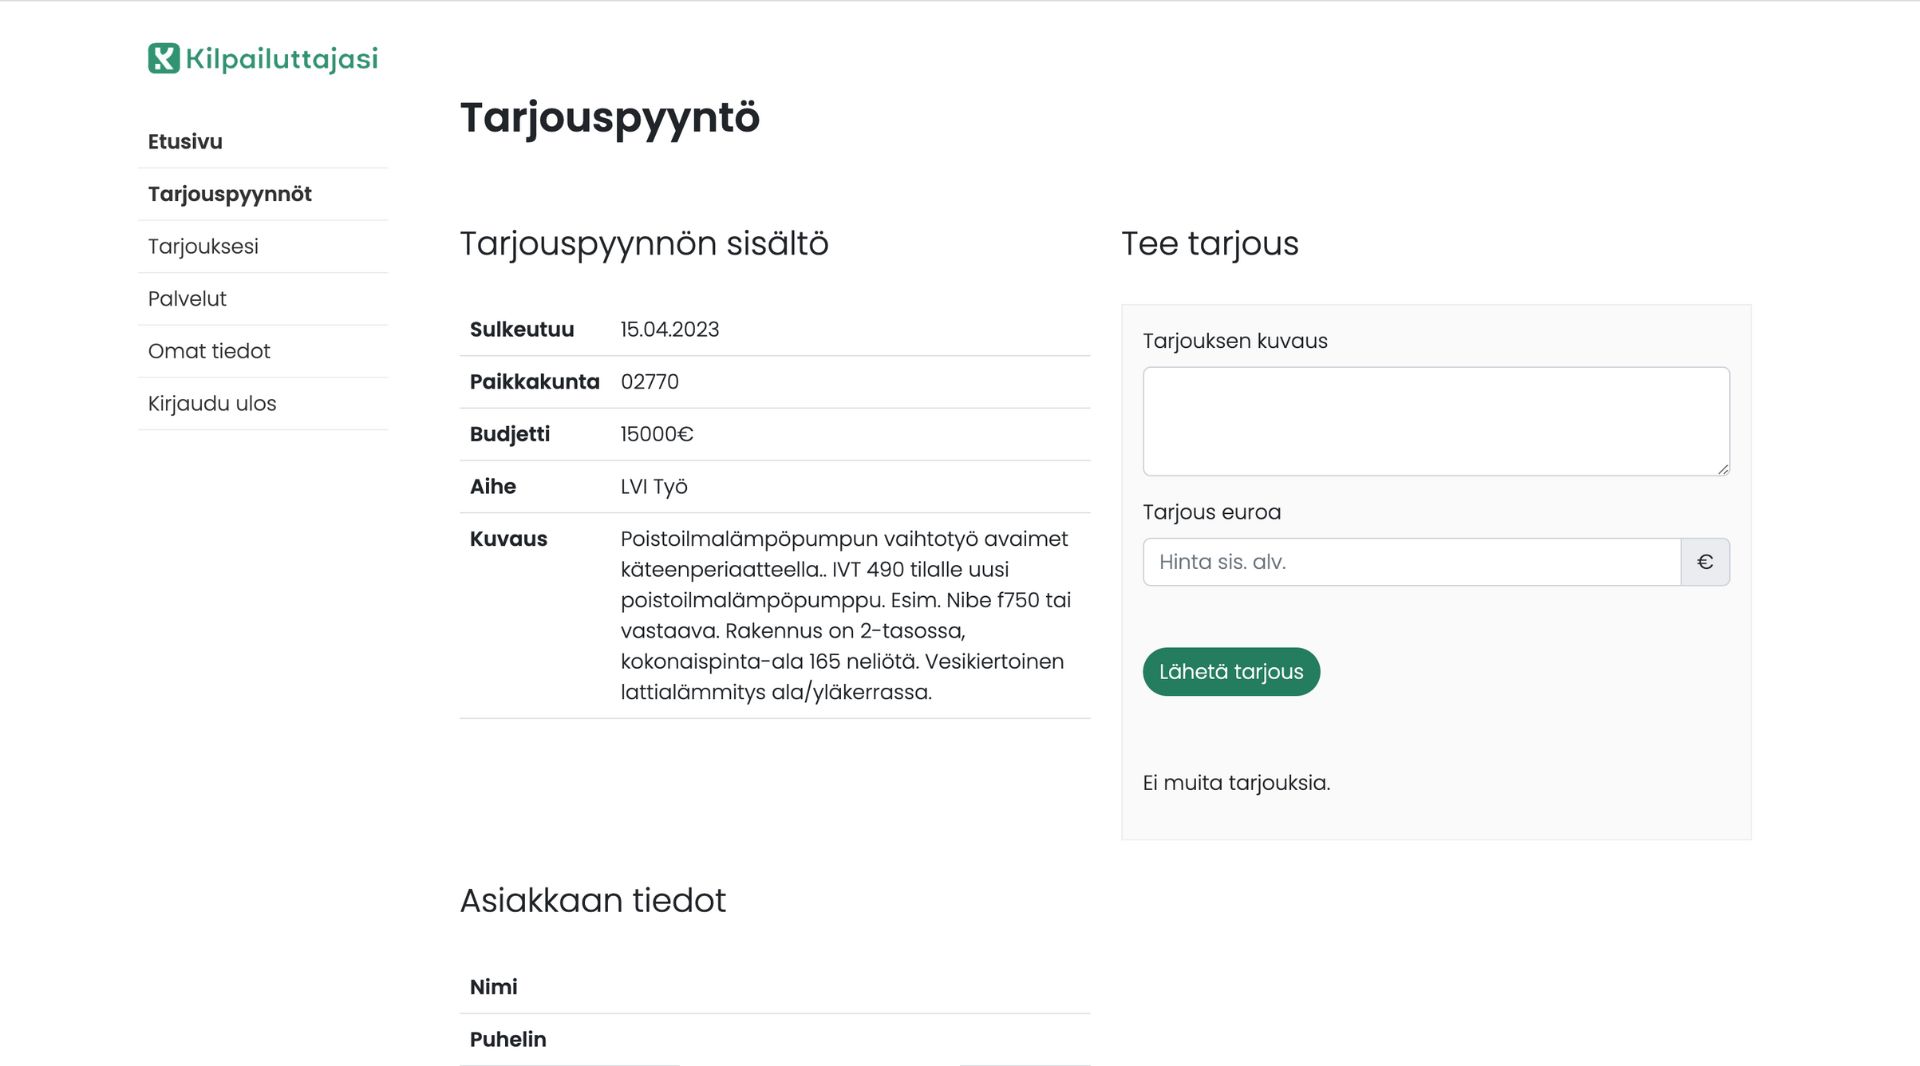 Kilpailuttajasi
Etusivu
Tarjouspyynnöt
Tarjouksesi
Palvelut
Omat tiedot
Kirjaudu ulos
Tarjouspyyntö
Tarjouspyynnön sisältö
Sulkeutuu 15.04.2023
Paikkakunta 02770
Budjetti 15000€
Aihe LVI Työ
Kuvaus Poistoilmalämpöpumpun vaihtotyö avaimet
käteenperiaatteella.. IVT 490 tilalle uusi
poistoilmalämpöpumppu. Esim. Nibe f750 tai
vastaava. Rakennus on 2-tasossa,
kokonaispinta-ala 165 neliötä. Vesikiertoinen
lattialämmitys ala/yläkerrassa.
Tee tarjous
Tarjouksen kuvaus
Tarjous euroa
Hinta sis. alv. €
Lähetä tarjous
Ei muita tarjouksia.
Asiakkaan tiedot
Nimi
Puhelin